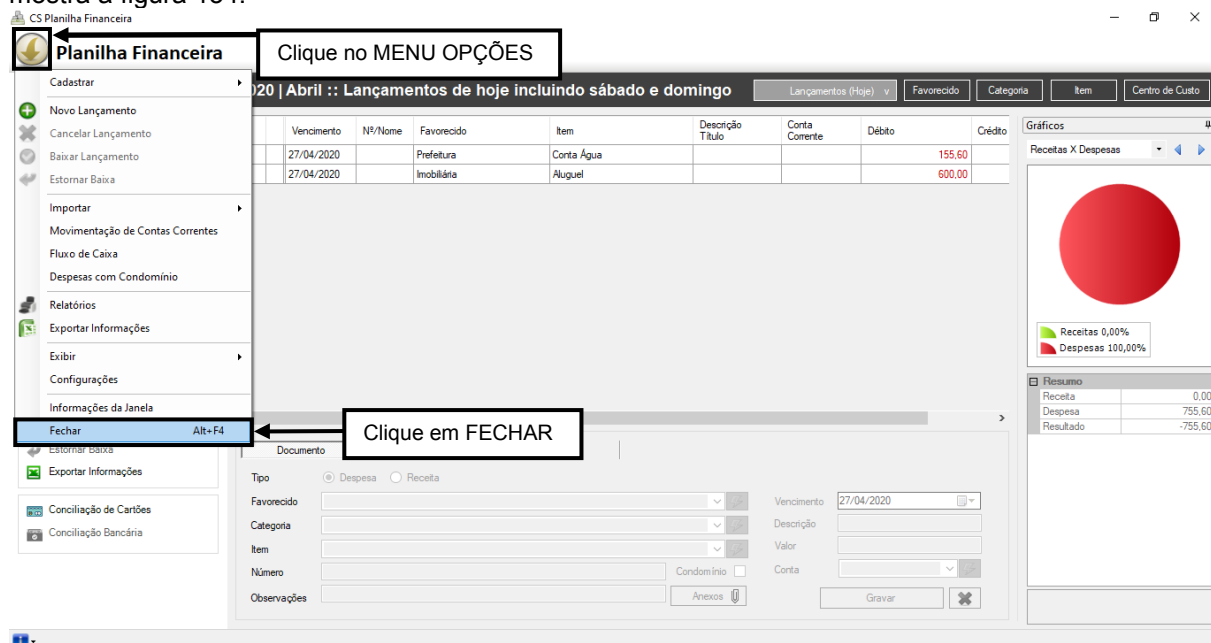 mostra a figura 184.
CS Planilha Financeira
Planilha Financeira
Clique no MENU OPÇÕES
Cadastrar
Novo Lançamento
Cancelar Lançamento
Baixar Lançamento
Estornar Baixa
Importar
Movimentação de Contas Correntes
Fluxo de Caixa
Despesas com Condomínio
Relatórios
Exportar Informações
Exibir
Configurações
Informações da Janela
Fechar Alt+F4
Clique em FECHAR
020 | Abril :: Lançamentos de hoje incluindo sábado e domingo
Lançamentos (Hoje) v Favorecido Categoria Item Centro de Custo
Vencimento Nº/Nome Favorecido Item Descrição Título Conta Corrente Débito Crédito
27/04/2020 Prefeitura Conta Água 155,60
27/04/2020 Imobiliária Aluguel 600,00
Gráficos
Receitas X Despesas
Receitas 0,00%
Despesas 100,00%
Resumo
Receita 0,00
Despesa 755,60
Resultado -755,60
Estornar Baixa
Exportar Informações
Conciliação de Cartões
Conciliação Bancária
Documento
Tipo Despesa Receita
Favorecido Vencimento 27/04/2020
Categoria Descrição
Item Valor
Número Condomínio Conta
Observações Anexos Gravar